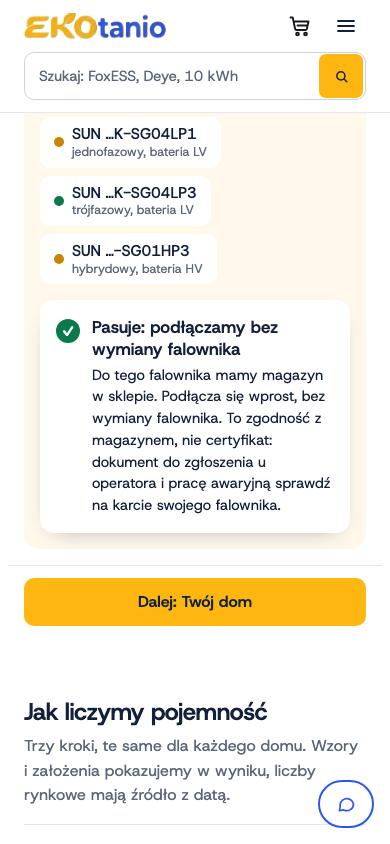 EKOtanio
Szukaj: FoxESS, Deye, 10 kWh
SUN ...K-SG04LP1
jednofazowy, bateria LV
SUN ...K-SG04LP3
trójfazowy, bateria LV
SUN ...-SG01HP3
hybrydowy, bateria HV
Pasuje: podłączamy bez
wymiany falownika
Do tego falownika mamy magazyn
w sklepie. Podłącza się wprost, bez
wymiany falownika. To zgodność z
magazynem, nie certyfikat:
dokument do zgłoszenia u
operatora i pracę awaryjną sprawdź
na karcie swojego falownika.
Dalej: Twój dom
Jak liczymy pojemność
Trzy kroki, te same dla każdego domu. Wzory
i założenia pokazujemy w wyniku, liczby
rynkowe mają źródło z datą.